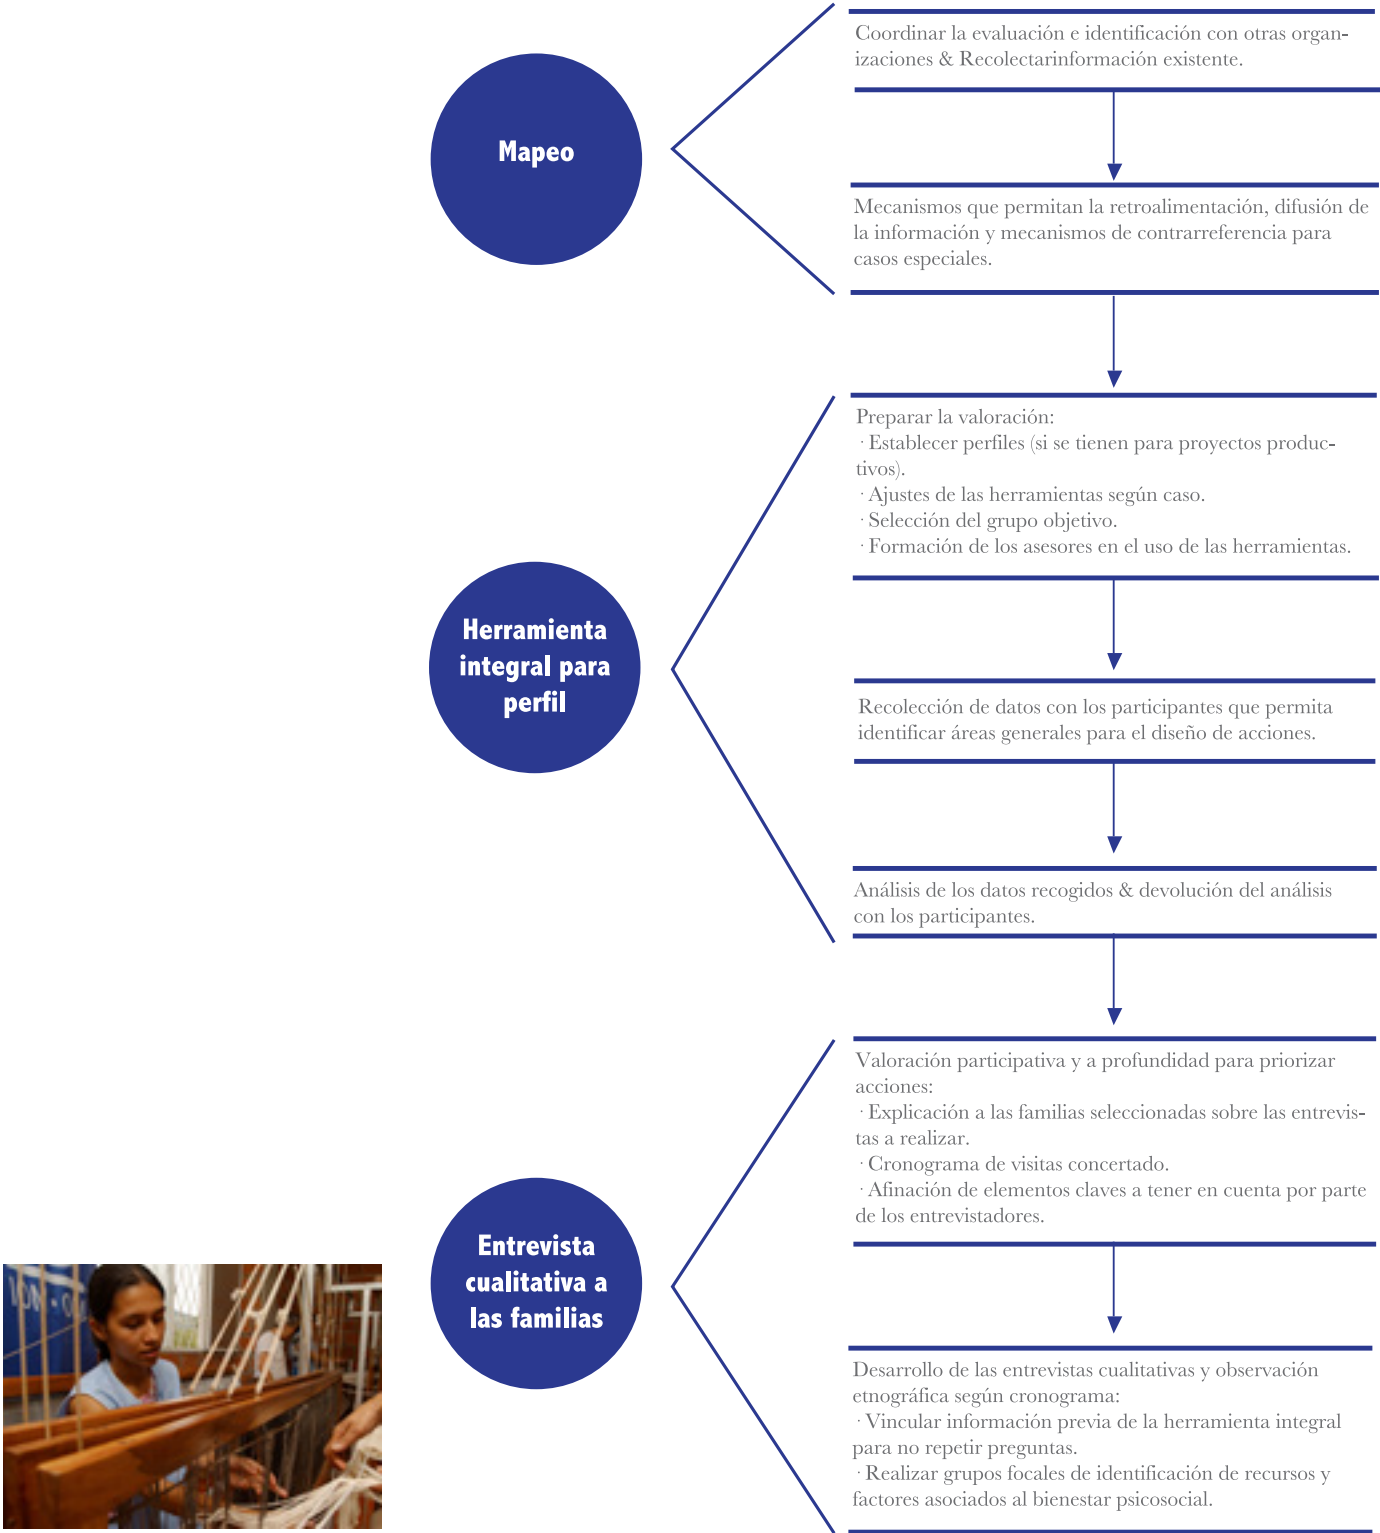 Mapeo
Coordinar la evaluación e identificación con otras organ-
izaciones & Recolectarinformación existente.
Mecanismos que permitan la retroalimentación, difusión de
la información y mecanismos de contrarreferencia para
casos especiales.
Herramienta
integral para
perfil
Preparar la valoración:
· Establecer perfiles (si se tienen para proyectos produc-
tivos).
· Ajustes de las herramientas según caso.
· Selección del grupo objetivo.
· Formación de los asesores en el uso de las herramientas.
Recolección de datos con los participantes que permita
identificar áreas generales para el diseño de acciones.
Análisis de los datos recogidos & devolución del análisis
con los participantes.
Entrevista
cualitativa a
las familias
Valoración participativa y a profundidad para priorizar
acciones:
· Explicación a las familias seleccionadas sobre las entrevis-
tas a realizar.
· Cronograma de visitas concertado.
· Afinación de elementos claves a tener en cuenta por parte
de los entrevistadores.
Desarrollo de las entrevistas cualitativas y observación
etnográfica según cronograma:
· Vincular información previa de la herramienta integral
para no repetir preguntas.
· Realizar grupos focales de identificación de recursos y
factores asociados al bienestar psicosocial.